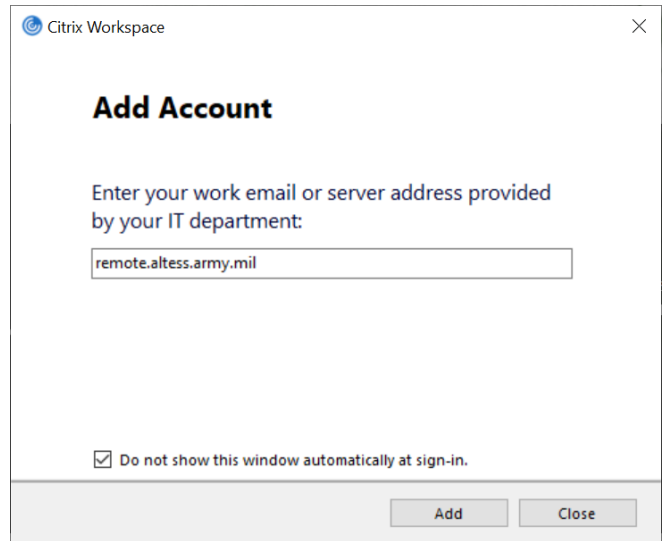 Citrix Workspace
Add Account
Enter your work email or server address provided
by your IT department:
remote.altess.army.mil
Do not show this window automatically at sign-in.
Add
Close